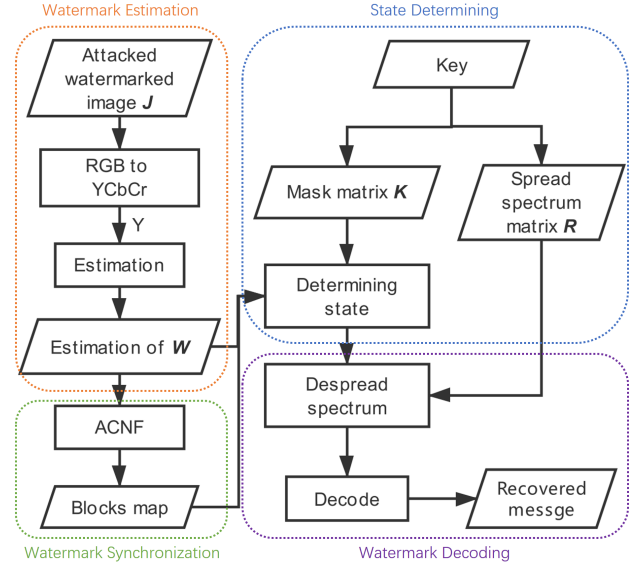 Watermark Estimation
Attacked
watermarked
image J
RGB to
YCbCr
Y
Estimation
Estimation of W
ACNF
Blocks map
Watermark Synchronization
State Determining
Key
Mask matrix K
Spread
spectrum
matrix R
Determining
state
Despread
spectrum
Decode
Recovered
messge
Watermark Decoding